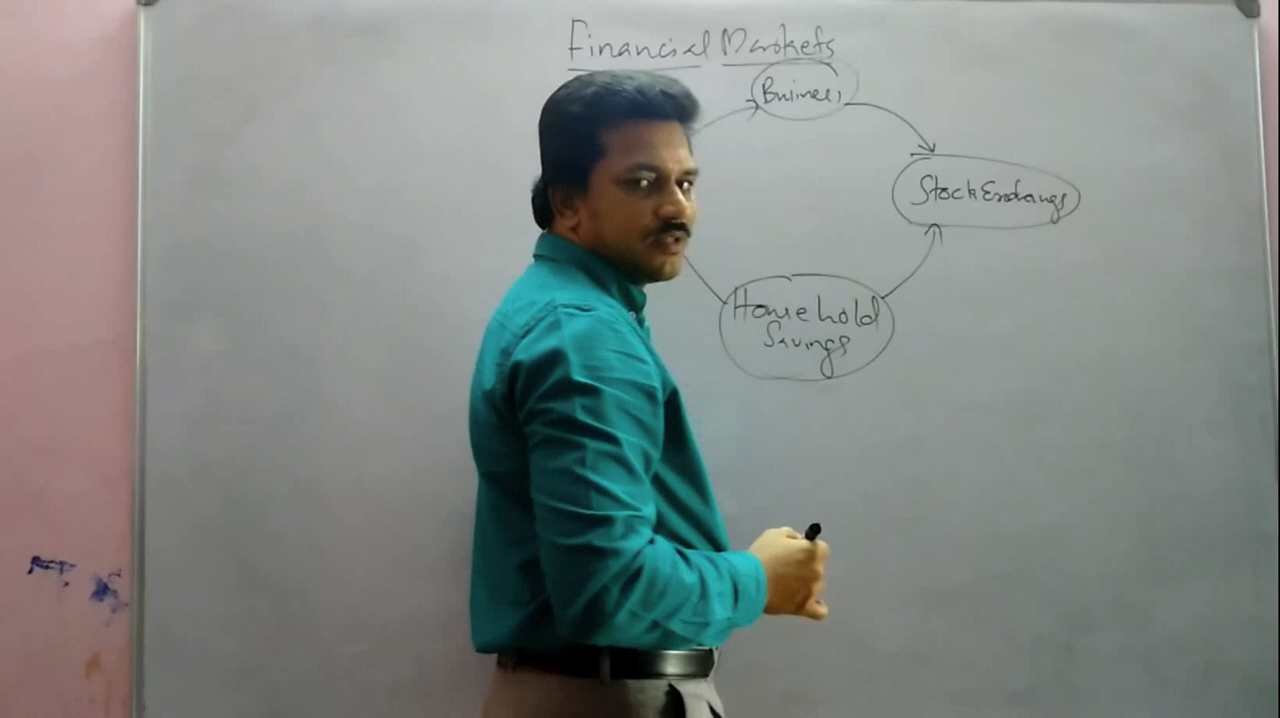 Financial Markets
Business
Stock Exchange
Household
Savings